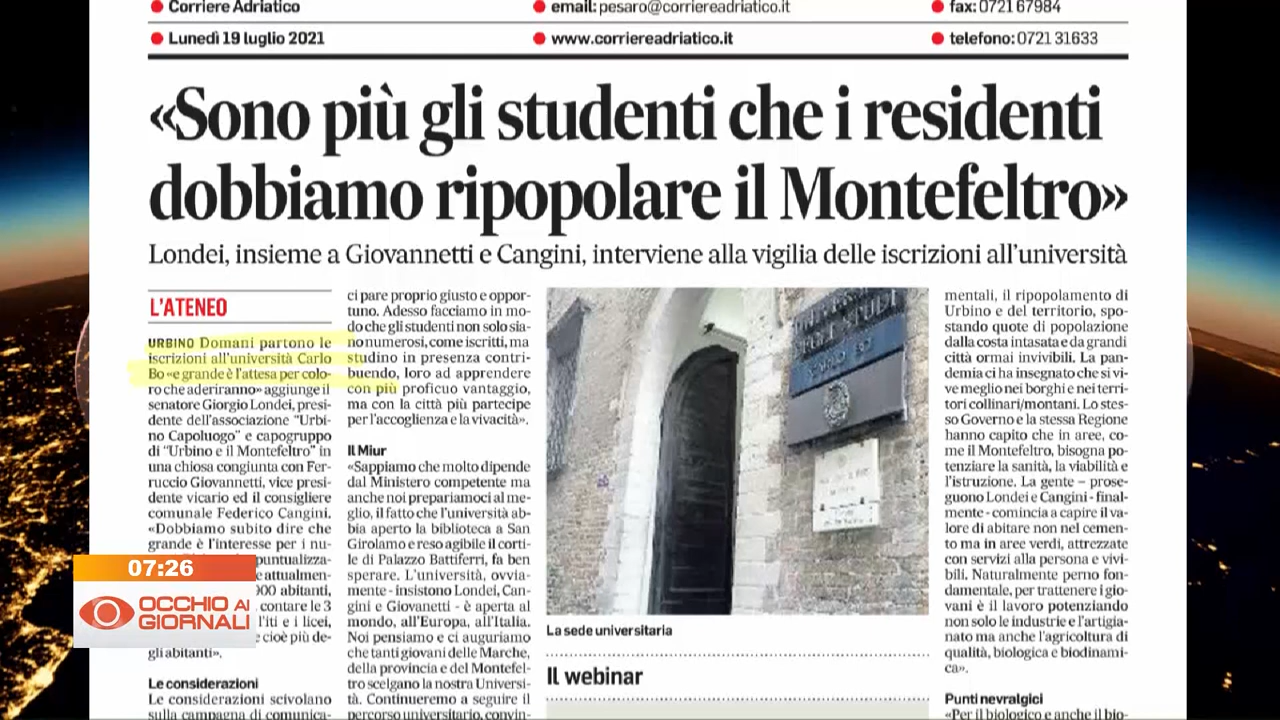 Corriere Adriatico
email: pesaro@corriereadriatico.it
fax: 0721 67984
Lunedì 19 luglio 2021
www.corriereadriatico.it
telefono: 0721 31633
«Sono più gli studenti che i residenti
dobbiamo ripopolare il Montefeltro»
Londei, insieme a Giovannetti e Cangini, interviene alla vigilia delle iscrizioni all'università
L'ATENEO
URBINO Domani partono le
iscrizioni all'università Carlo
Bo «e grande è l'attesa per colo-
ro che aderiranno» aggiunge il
senatore Giorgio Londei, presi-
dente dell'associazione "Urbi-
no Capoluogo" e capogruppo
di "Urbino e il Montefeltro" in
una chiosa congiunta con Fer-
ruccio Giovannetti, vice presi-
dente vicario ed il consigliere
comunale Federico Cangini.
«Dobbiamo subito dire che
grande è l'interesse per i nu-
puntualizza-
e attualmen-
000 abitanti,
contare le 3
l'iti e i licei,
e cioè più de-
gli abitanti».
Le considerazioni
Le considerazioni scivolano
sulla campagna di comunica-
ci pare proprio giusto e oppor-
tuno. Adesso facciamo in mo-
do che gli studenti non solo sia-
no numerosi, come iscritti, ma
studino in presenza contri-
buendo, loro ad apprendere
con più proficuo vantaggio,
ma con la città più partecipe
per l'accoglienza e la vivacità».
Il Miur
«Sappiamo che molto dipende
dal Ministero competente ma
anche noi prepariamoci al me-
glio, il fatto che l'università ab-
bia aperto la biblioteca a San
Girolamo e reso agibile il corti-
le di Palazzo Battiferri, fa ben
sperare. L'università, ovvia-
mente - insistono Londei, Can-
gini e Giovanetti - è aperta al
mondo, all'Europa, all'Italia.
Noi pensiamo e ci auguriamo
che tanti giovani delle Marche,
della provincia e del Montefel-
tro scelgano la nostra Universi-
tà. Continueremo a seguire il
percorso universitario, convin-
La sede universitaria
Il webinar
mentali, il ripopolamento di
Urbino e del territorio, spo-
stando quote di popolazione
dalla costa intasata e da grandi
città ormai invivibili. La pan-
demia ci ha insegnato che si vi-
ve meglio nei borghi e nei terri-
tori collinari/montani. Lo stes-
so Governo e la stessa Regione
hanno capito che in aree, co-
me il Montefeltro, bisogna po-
tenziare la sanità, la viabilità e
l'istruzione. La gente – prose-
guono Londei e Cangini - final-
mente - comincia a capire il va-
lore di abitare non nel cemen-
to ma in aree verdi, attrezzate
con servizi alla persona e vivi-
bili. Naturalmente perno fon-
damentale, per trattenere i gio-
vani è il lavoro potenziando
non solo le industrie e l'artigia-
nato ma anche l'agricoltura di
qualità, biologica e biodinami-
ca».
Punti nevralgici
«Per il biologico e anche il bio-
07:26
OCCHIO AI
GIORNALI